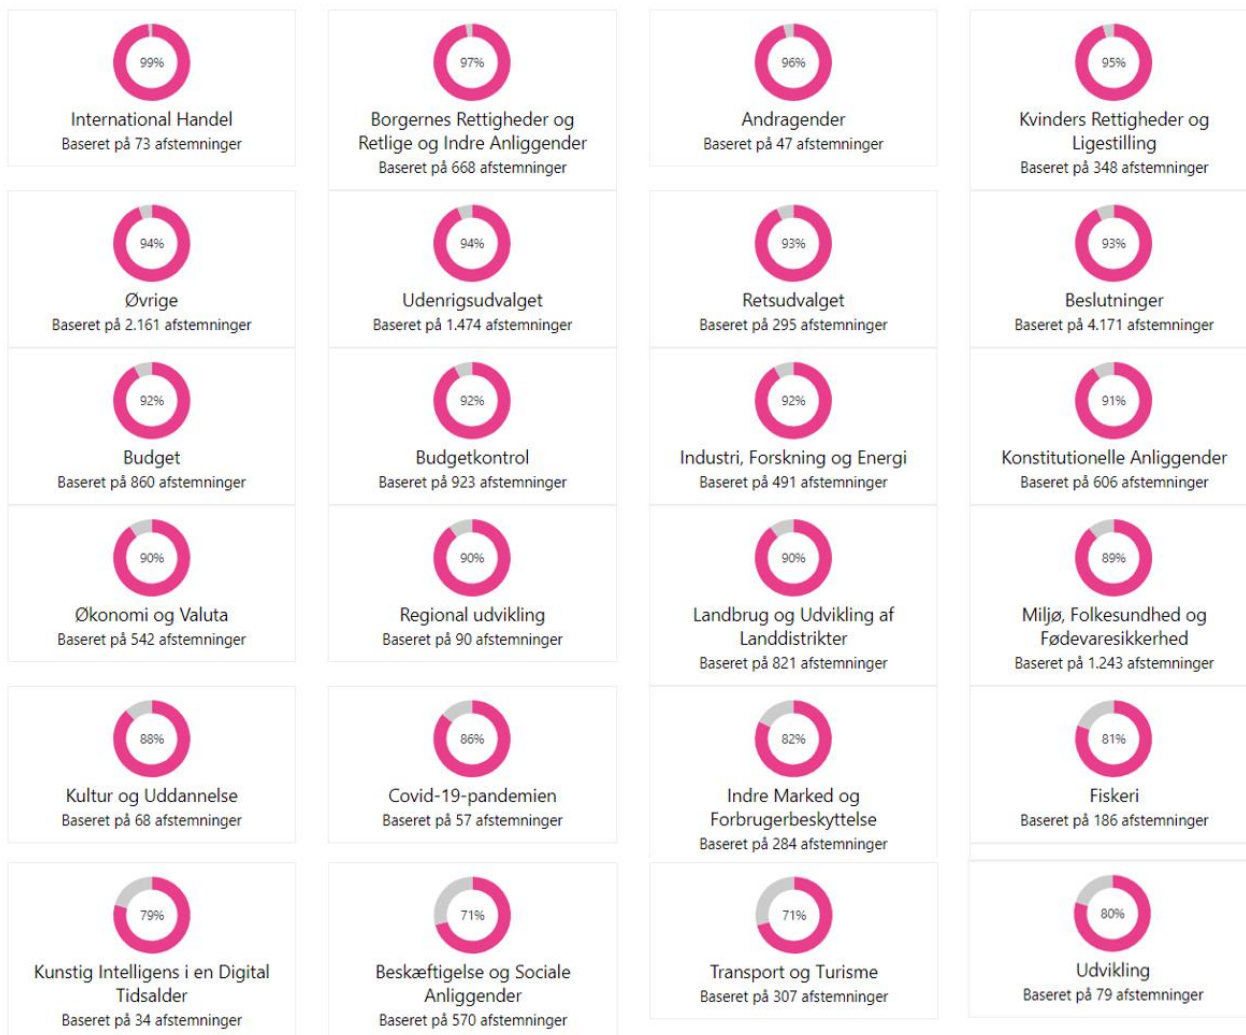 99%
International Handel
Baseret på 73 afstemninger
97%
Borgernes Rettigheder og
Retlige og Indre Anliggender
Baseret på 668 afstemninger
96%
Andragender
Baseret på 47 afstemninger
95%
Kvinders Rettigheder og
Ligestilling
Baseret på 348 afstemninger
94%
Øvrige
Baseret på 2.161 afstemninger
94%
Udenrigsudvalget
Baseret på 1.474 afstemninger
93%
Retsudvalget
Baseret på 295 afstemninger
93%
Beslutninger
Baseret på 4.171 afstemninger
92%
Budget
Baseret på 860 afstemninger
92%
Budgetkontrol
Baseret på 923 afstemninger
92%
Industri, Forskning og Energi
Baseret på 491 afstemninger
91%
Konstitutionelle Anliggender
Baseret på 606 afstemninger
90%
Økonomi og Valuta
Baseret på 542 afstemninger
90%
Regional udvikling
Baseret på 90 afstemninger
90%
Landbrug og Udvikling af
Landdistrikter
Baseret på 821 afstemninger
89%
Miljø, Folkesundhed og
Fødevaresikkerhed
Baseret på 1.243 afstemninger
88%
Kultur og Uddannelse
Baseret på 68 afstemninger
86%
Covid-19-pandemien
Baseret på 57 afstemninger
82%
Indre Marked og
Forbrugerbeskyttelse
Baseret på 284 afstemninger
81%
Fiskeri
Baseret på 186 afstemninger
79%
Kunstig Intelligens i en Digital
Tidsalder
Baseret på 34 afstemninger
71%
Beskæftigelse og Sociale
Anliggender
Baseret på 570 afstemninger
71%
Transport og Turisme
Baseret på 307 afstemninger
80%
Udvikling
Baseret på 79 afstemninger